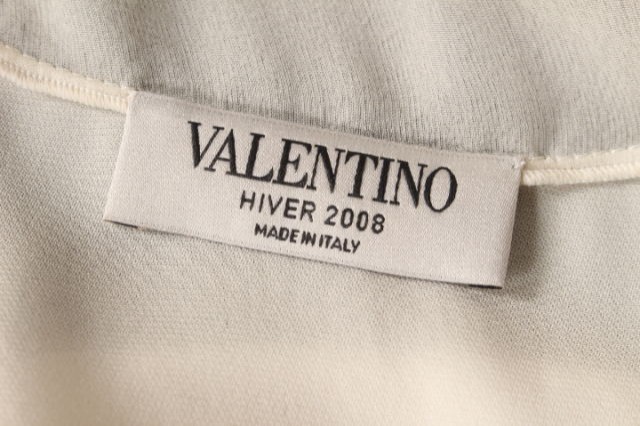 VALENTINO
HIVER 2008
MADE IN ITALY